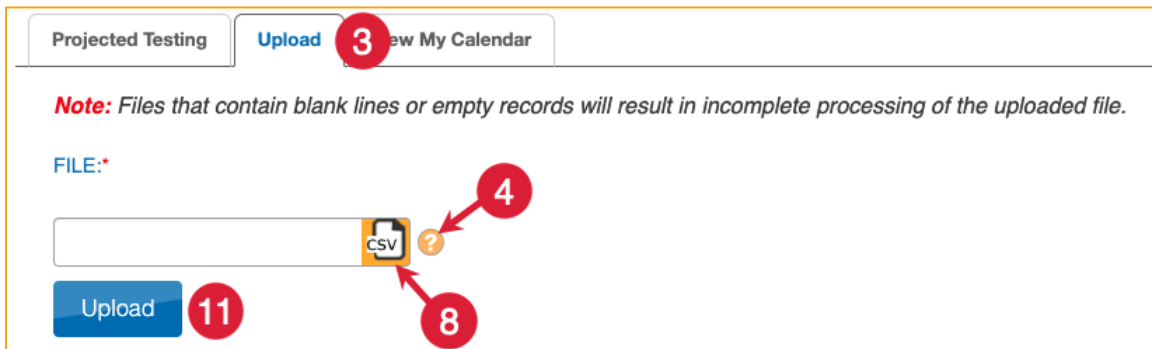 Projected Testing Upload 3 ew My Calendar
Note: Files that contain blank lines or empty records will result in incomplete processing of the uploaded file.
FILE:*
4
CSV ?
Upload 11
8